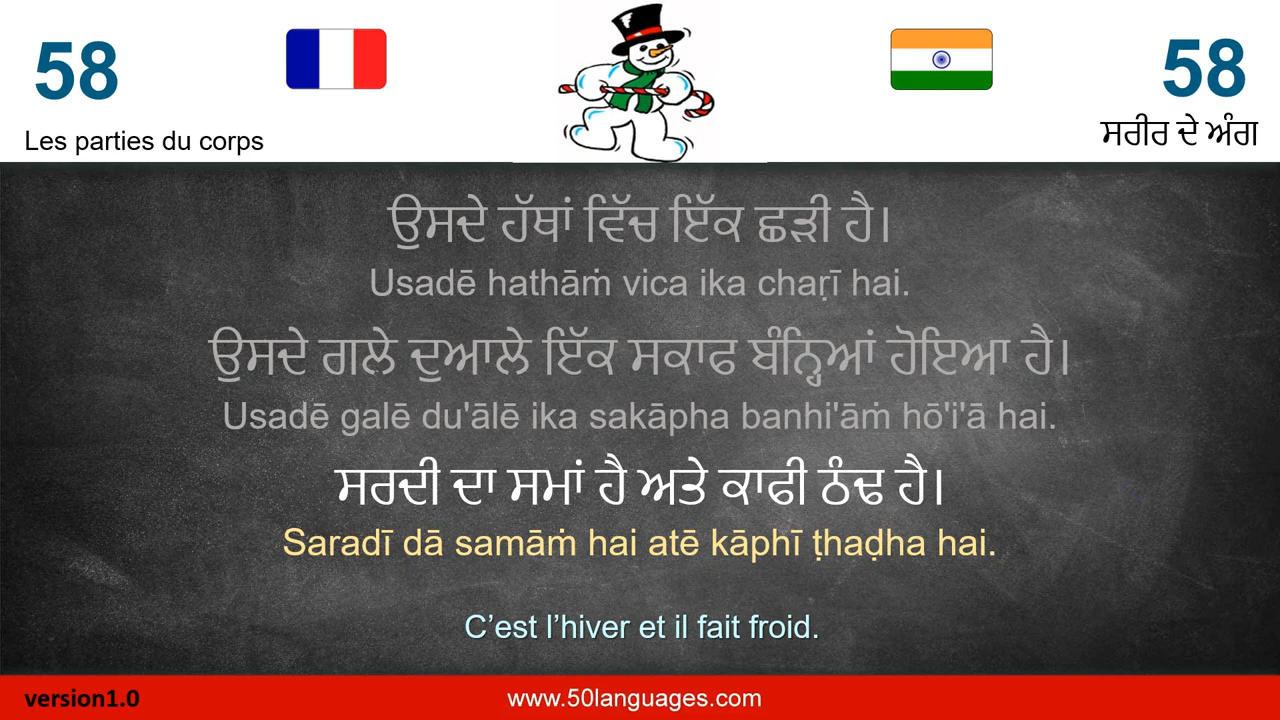 58
58
Les parties du corps
ਸਰੀਰ ਦੇ ਅੰਗ
ਉਸਦੇ ਹੱਥਾਂ ਵਿੱਚ ਇੱਕ ਛੜੀ ਹੈ।
Usadē hathāṁ vica ika chaṛī hai.
ਉਸਦੇ ਗਲੇ ਦੁਆਲੇ ਇੱਕ ਸਕਾਫ ਬੰਨ੍ਹਿਆਂ ਹੋਇਆ ਹੈ।
Usadē galē du'ālē ika sakāpha banhi'āṁ hō'i'ā hai.
ਸਰਦੀ ਦਾ ਸਮਾਂ ਹੈ ਅਤੇ ਕਾਫੀ ਠੰਢ ਹੈ।
Saradī dā samāṁ hai atē kāphī ṭhaḍha hai.
C’est l’hiver et il fait froid.
version1.0
www.50languages.com